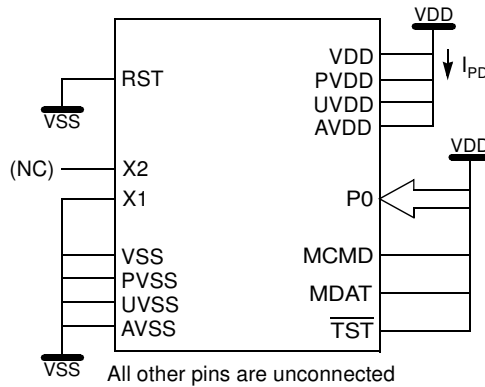 VDD
VDD
PVDD
UVDD
AVDD
I_PD
RST
VSS
VDD
(NC)
X2
X1
P0
VSS
PVSS
UVSS
AVSS
MCMD
MDAT
TST
VSS
All other pins are unconnected